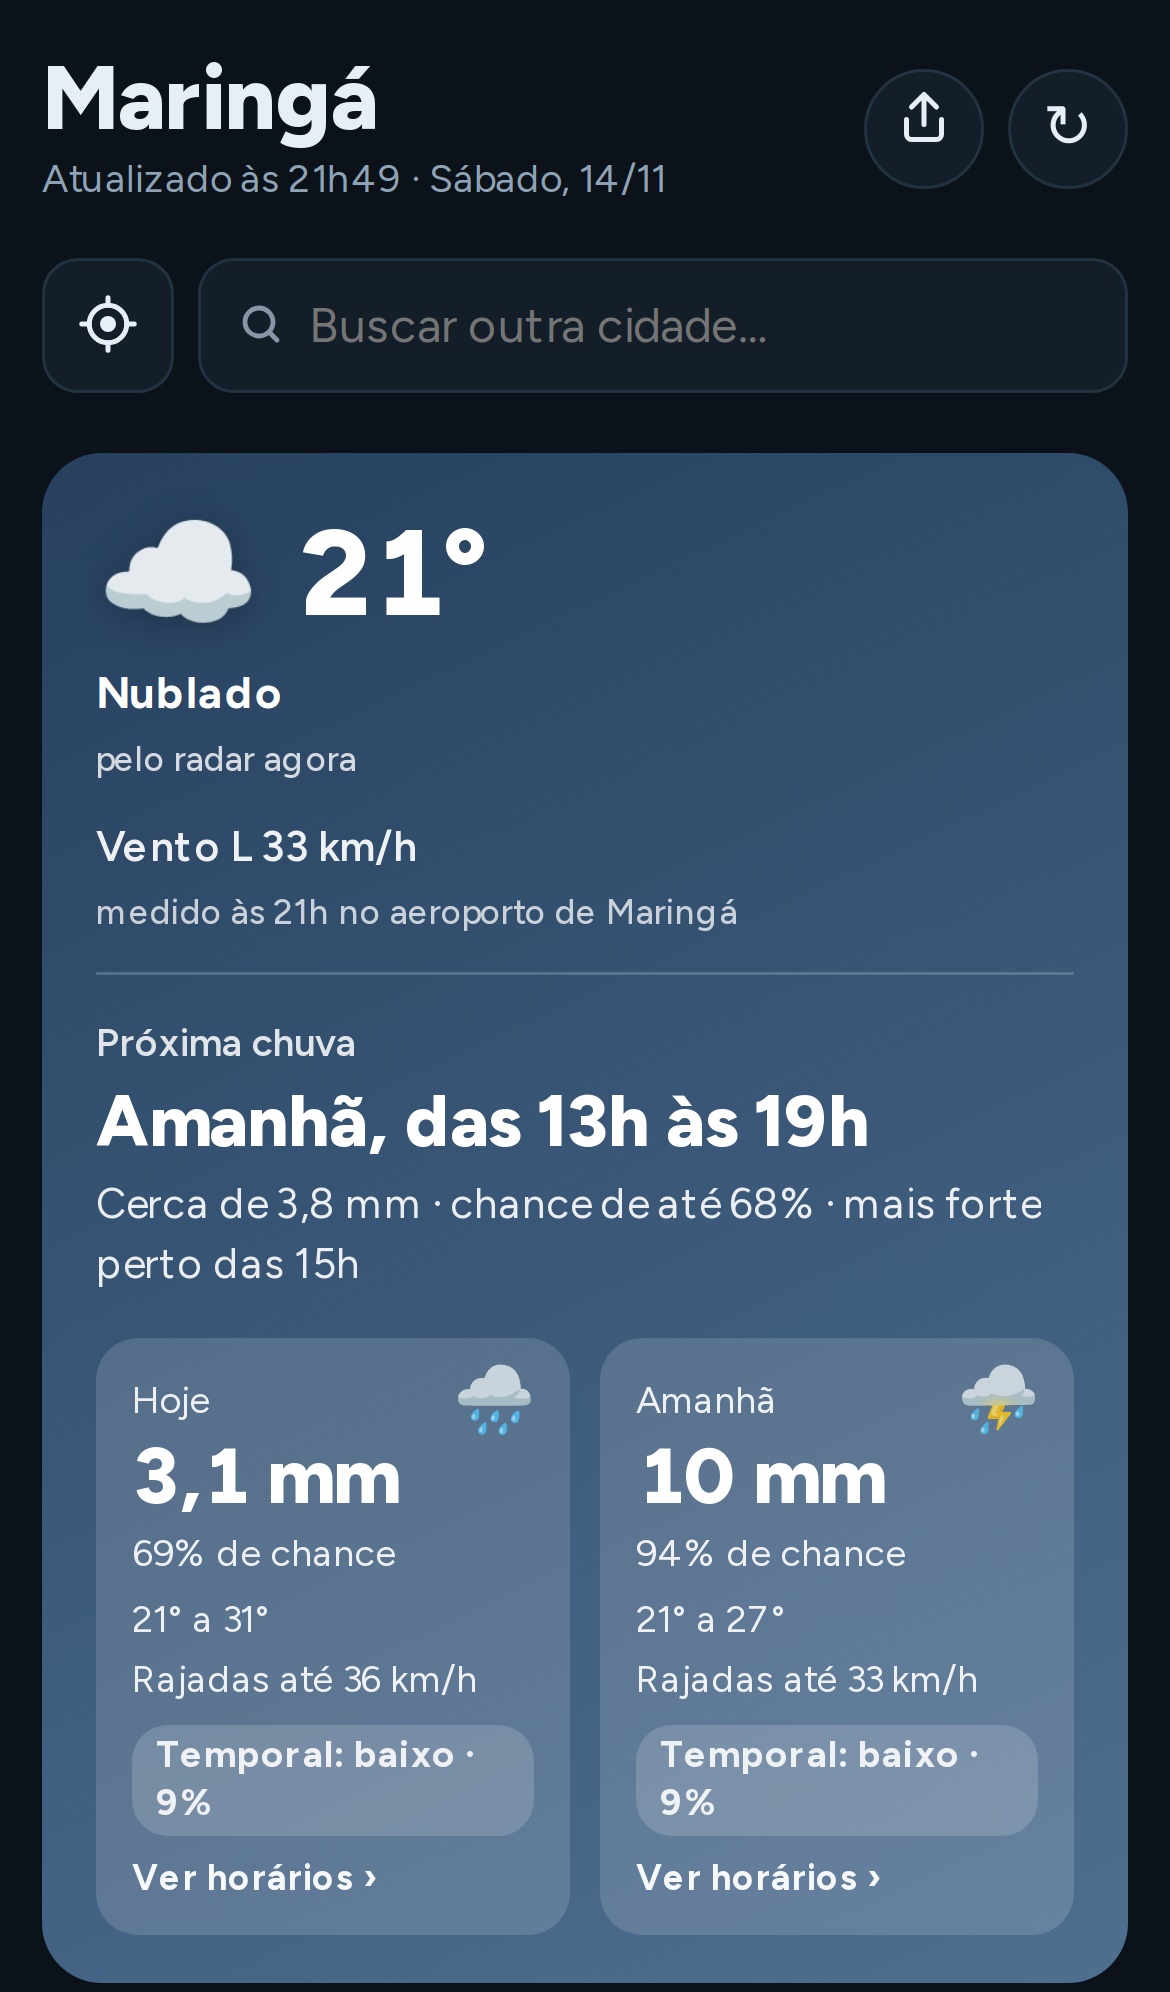 Maringá
Atualizado às 21h49 · Sábado, 14/11
Buscar outra cidade...
21°
Nublado
pelo radar agora
Vento L 33 km/h
medido às 21h no aeroporto de Maringá
Próxima chuva
Amanhã, das 13h às 19h
Cerca de 3,8 mm · chance de até 68% · mais forte
perto das 15h
Hoje
3,1 mm
69% de chance
21° a 31°
Rajadas até 36 km/h
Temporal: baixo ·
9%
Ver horários ›
Amanhã
10 mm
94% de chance
21° a 27°
Rajadas até 33 km/h
Temporal: baixo ·
9%
Ver horários ›